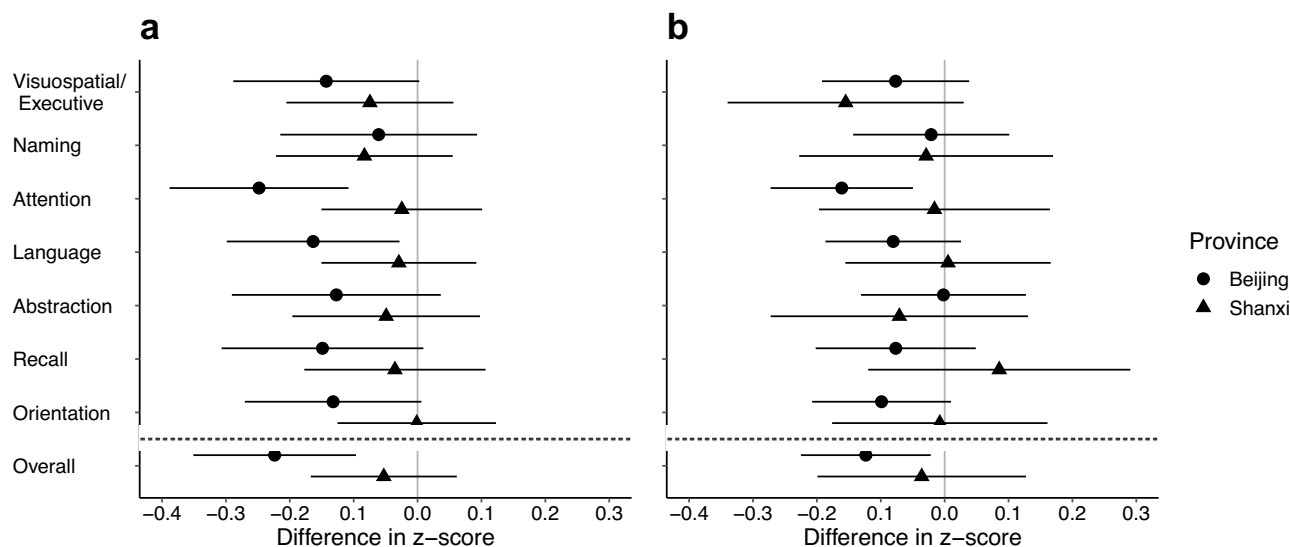 a
b
Visuospatial/
Executive
Naming
Attention
Language
Abstraction
Recall
Orientation
Overall
−0.4 −0.3 −0.2 0.1 0.0 0.1 0.2 0.3
Difference in z−score
−0.4 −0.3 −0.2 0.1 0.0 0.1 0.2 0.3
Difference in z−score
Province
Beijing
Shanxi